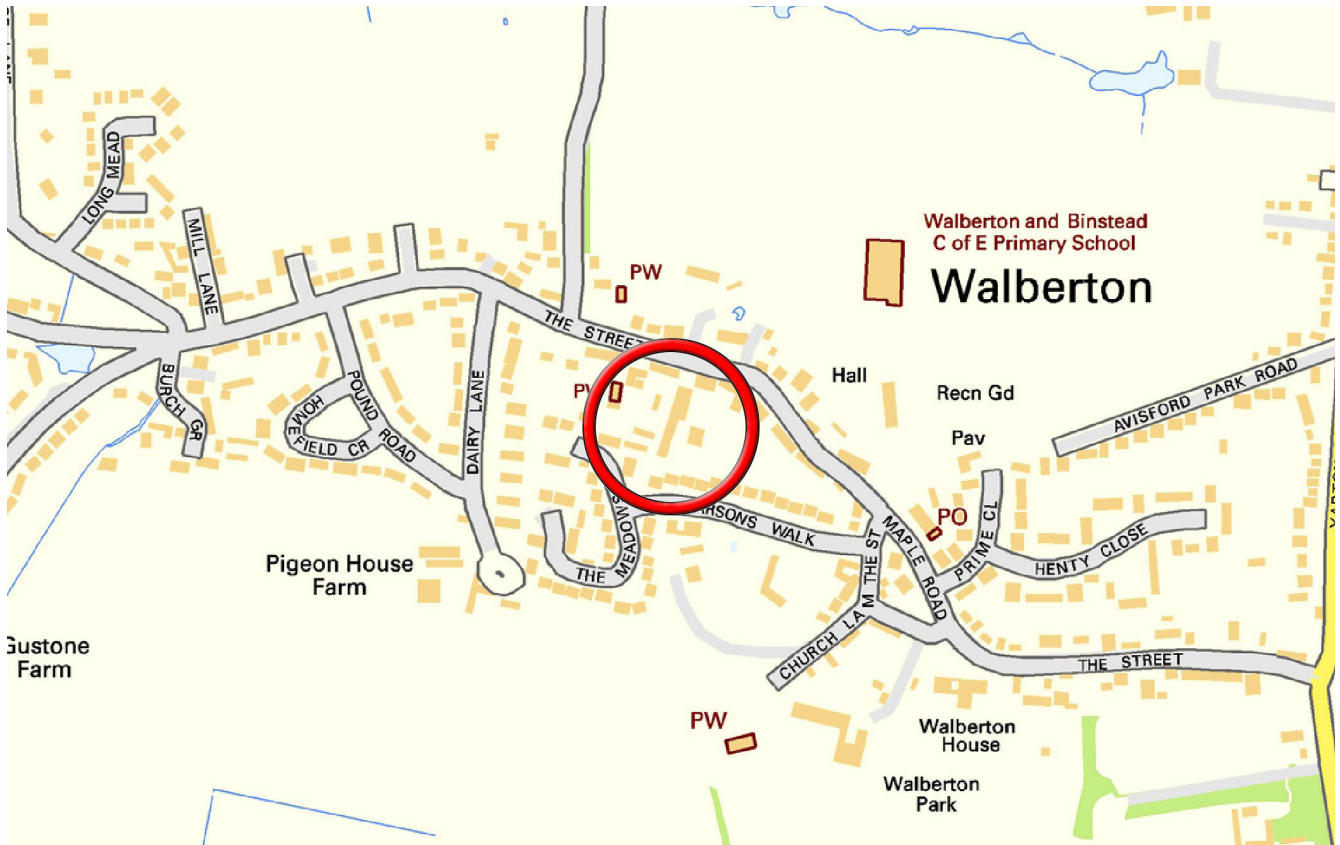 LANE
LONG MEAD
MILL LANE
PW
Walberton and Binstead
C of E Primary School
Walberton
THE STREET
BURCH GR
HOME
FIELD CR
POUND ROAD
DAIRY LANE
Hall
Recn Gd
Pav
AVISFORD PARK ROAD
PO
MAPLE ROAD
PRIME CL
HENTY CLOSE
WALK
THE
Pigeon House
Farm
Gustone
Farm
CHURCH LA
THE ST
THE STREET
PW
Walberton
House
Walberton
Park